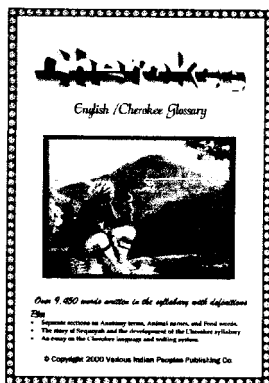 Cherokee
English /Cherokee Glossary
Over 9,450 words written in the syllabary with definitions
Plus
• Separate sections on Anatomy terms, Animal names, and Food words.
• The story of Sequoyah and the development of the Cherokee syllabary
• An essay on the Cherokee language and writing system.
© Copyright 2000 Various Indian Peoples Publishing Co.